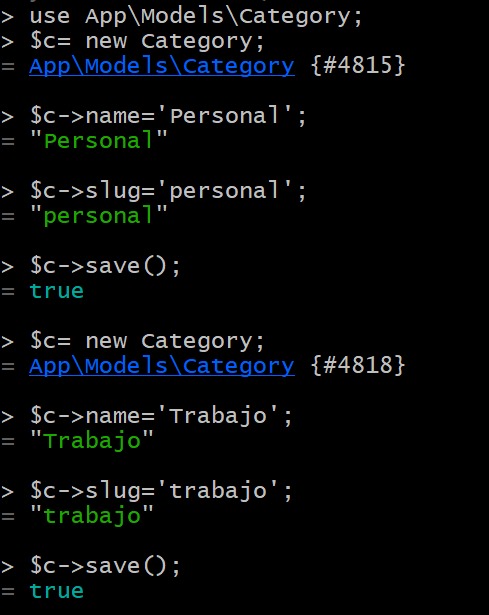 > use App\Models\Category;
> $c= new Category;
= App\Models\Category {#4815}
> $c->name='Personal';
= "Personal"
> $c->slug='personal';
= "personal"
> $c->save();
= true
> $c= new Category;
= App\Models\Category {#4818}
> $c->name='Trabajo';
= "Trabajo"
> $c->slug='trabajo';
= "trabajo"
> $c->save();
= true